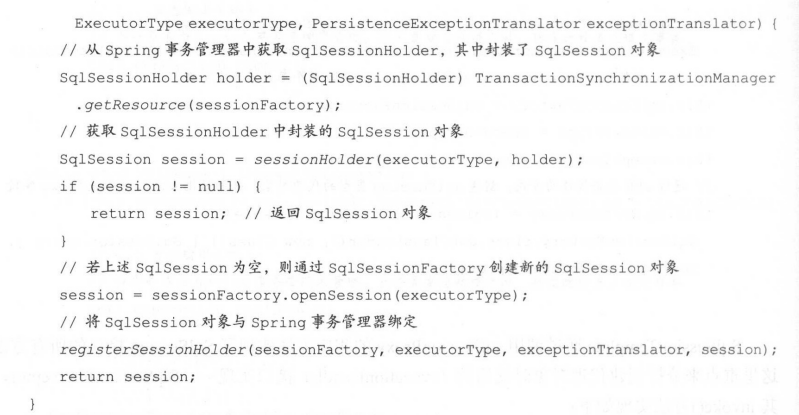 ExecutorType executorType, PersistenceExceptionTranslator exceptionTranslator) {
// 从 Spring 事务管理器中获取 SqlSessionHolder，其中封装了 SqlSession 对象
SqlSessionHolder holder = (SqlSessionHolder) TransactionSynchronizationManager
.getResource(sessionFactory);
// 获取 SqlSessionHolder 中封装的 SqlSession 对象
SqlSession session = sessionHolder(executorType, holder);
if (session != null) {
return session; // 返回 SqlSession 对象
}
// 若上述 SqlSession 为空，则通过 SqlSessionFactory 创建新的 SqlSession 对象
session = sessionFactory.openSession(executorType);
// 将 SqlSession 对象与 Spring 事务管理器绑定
registerSessionHolder(sessionFactory, executorType, exceptionTranslator, session);
return session;
}